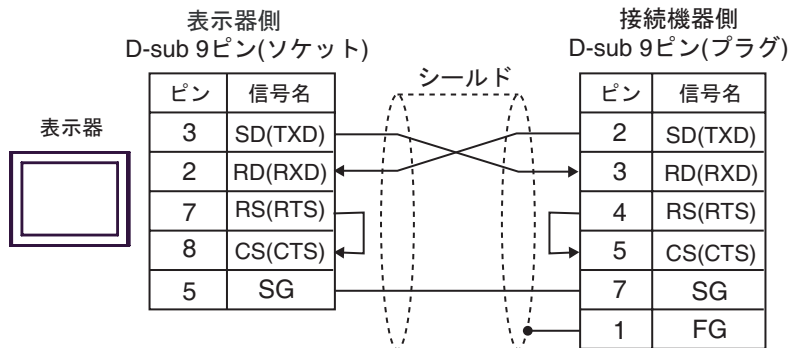 表示器側
D-sub 9ピン(ソケット)
接続機器側
D-sub 9ピン(プラグ)
シールド
表示器
ピン 信号名
3 SD(TXD)
2 RD(RXD)
7 RS(RTS)
8 CS(CTS)
5 SG
ピン 信号名
2 SD(TXD)
3 RD(RXD)
4 RS(RTS)
5 CS(CTS)
7 SG
1 FG